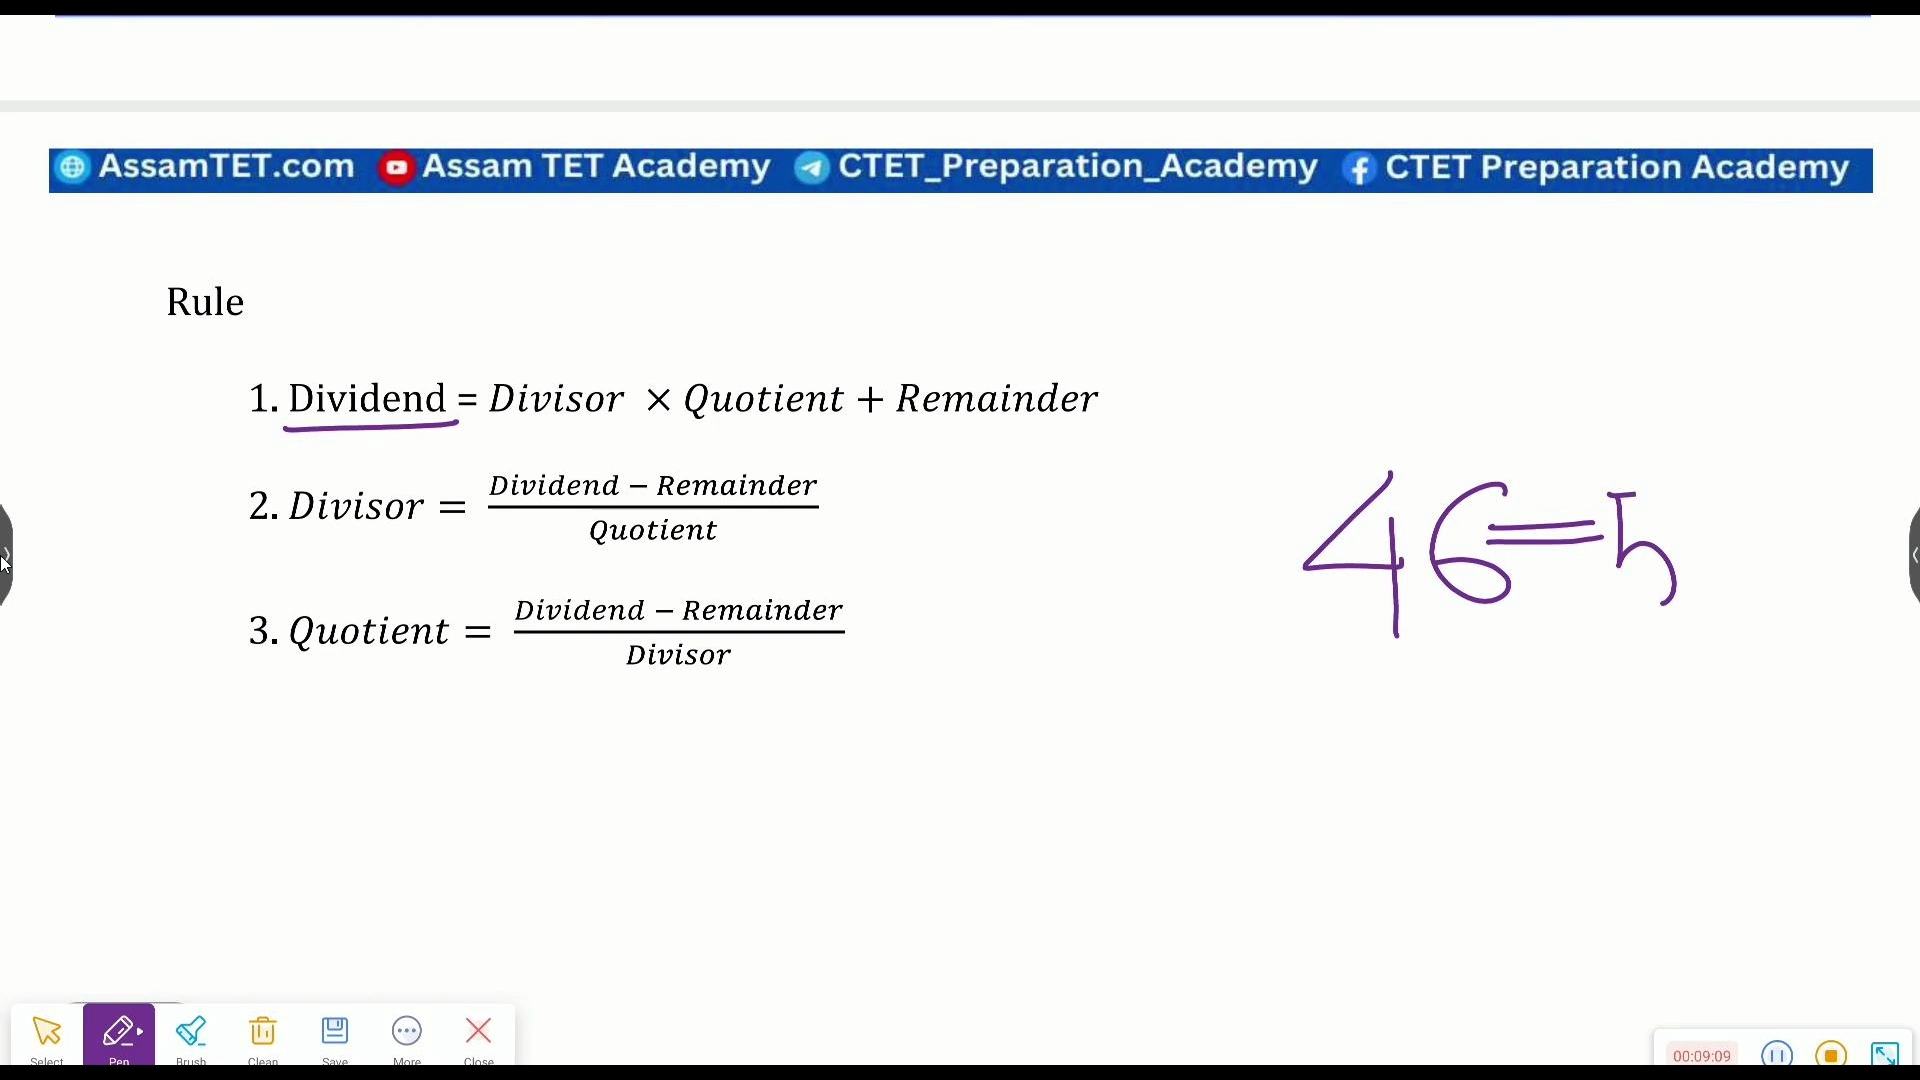 AssamTET.com Assam TET Academy CTET_Preparation_Academy CTET Preparation Academy
Rule
1. Dividend = Divisor × Quotient + Remainder
2. Divisor = Dividend − Remainder
Quotient
3. Quotient = Dividend − Remainder
Divisor
46=5
Select Pen Brush Clean Save More Close
00:09:09